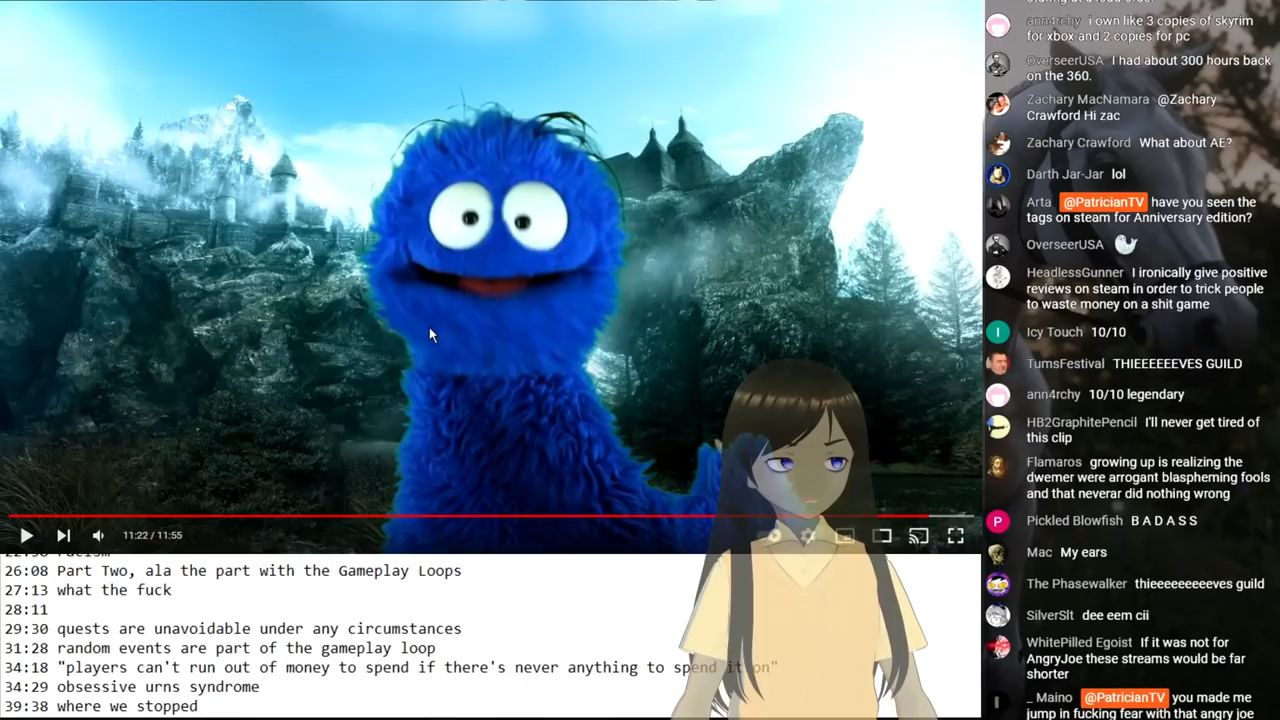 11:22 / 11:55
26:08 Part Two, ala the part with the Gameplay Loops
27:13 what the fuck
28:11
29:30 quests are unavoidable under any circumstances
31:28 random events are part of the gameplay loop
34:18 "players can't run out of money to spend if there's never anything to spend it on"
34:29 obsessive urns syndrome
39:38 where we stopped
ann4rchy i own like 3 copies of skyrim
for xbox and 2 copies for pc
OverseerUSA I had about 300 hours back
on the 360.
Zachary MacNamara @Zachary
Crawford Hi zac
Zachary Crawford What about AE?
Darth Jar-Jar lol
Arta @PatricianTV have you seen the
tags on steam for Anniversary edition?
OverseerUSA
HeadlessGunner I ironically give positive
reviews on steam in order to trick people
to waste money on a shit game
I
Icy Touch 10/10
TumsFestival THIEEEEEEVES GUILD
ann4rchy 10/10 legendary
HB2GraphitePencil I'll never get tired of
this clip
Flamaros growing up is realizing the
dwemer were arrogant blaspheming fools
and that neverar did nothing wrong
P
Pickled Blowfish B A D A S S
Mac My ears
The Phasewalker thieeeeeeeeves guild
SilverSlt dee eem cii
WhitePilled Egoist If it was not for
AngryJoe these streams would be far
shorter
_ Maino @PatricianTV you made me
jump in fucking fear with that angry joe